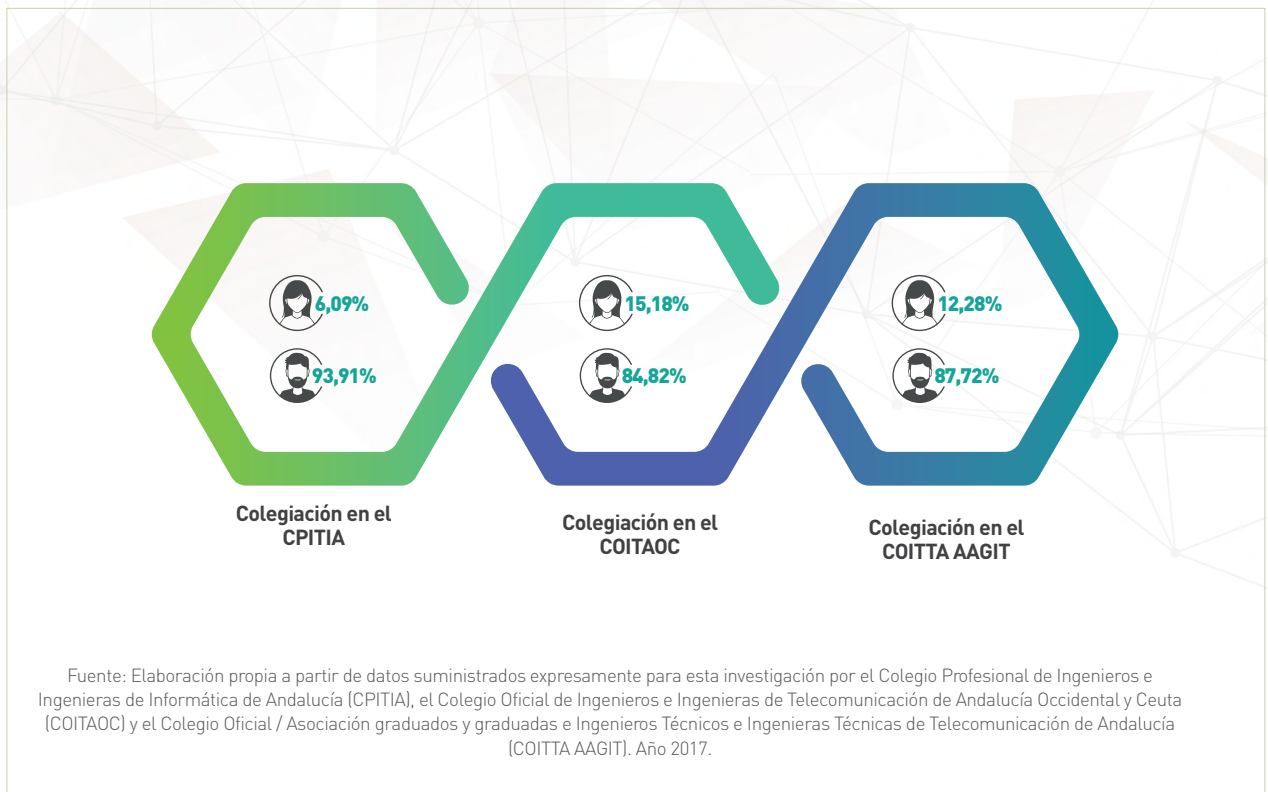 6,09%
93,91%
Colegiación en el
CPITIA
15,18%
84,82%
Colegiación en el
COITAOC
12,28%
87,72%
Colegiación en el
COITTA AAGIT
Fuente: Elaboración propia a partir de datos suministrados expresamente para esta investigación por el Colegio Profesional de Ingenieros e
Ingenieras de Informática de Andalucía (CPITIA), el Colegio Oficial de Ingenieros e Ingenieras de Telecomunicación de Andalucía Occidental y Ceuta
(COITAOC) y el Colegio Oficial / Asociación graduados y graduadas e Ingenieros Técnicos e Ingenieras Técnicas de Telecomunicación de Andalucía
(COITTA AAGIT). Año 2017.